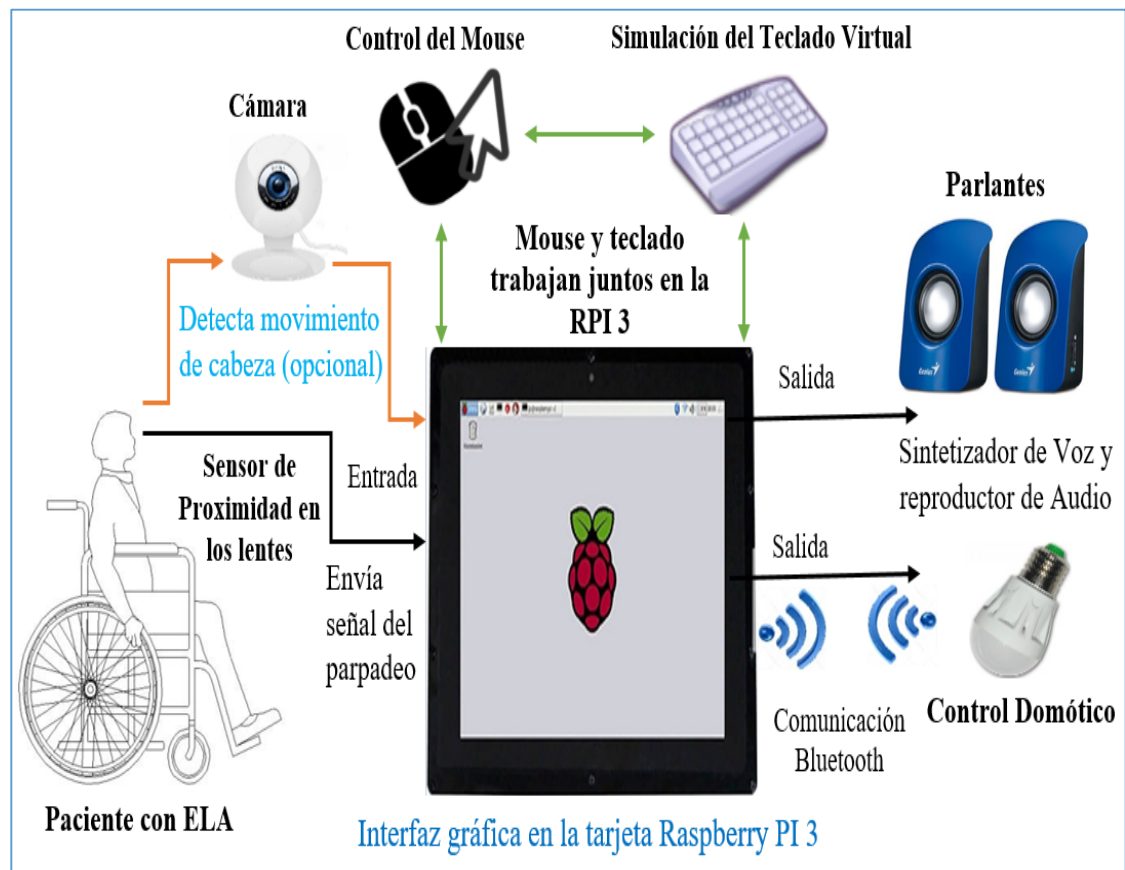 Control del Mouse
Simulación del Teclado Virtual
Cámara
Parlantes
Mouse y teclado
trabajan juntos en la
RPI 3
Detecta movimiento
de cabeza (opcional)
Salida
Genius
Genius
Sensor de
Proximidad en
los lentes
Entrada
Sintetizador de Voz y
reproductor de Audio
Envía
señal del
parpadeo
Salida
Comunicación
Bluetooth
Control Domótico
Paciente con ELA
Interfaz gráfica en la tarjeta Raspberry PI 3